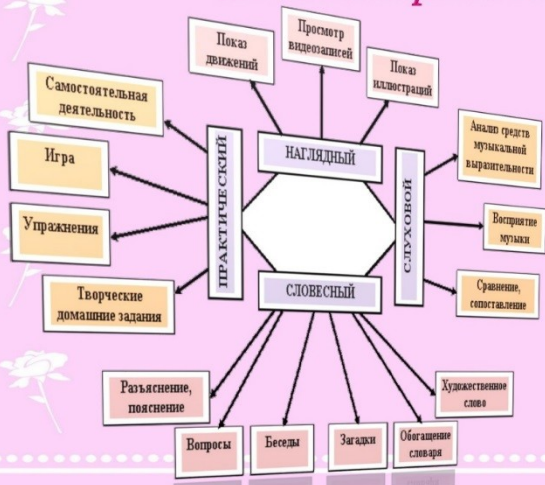 Показ
движений
Просмотр
видеозаписей
Показ
иллюстраций
Самостоятельная
деятельность
Игра
Упражнения
Творческие
домашние задания
ПРАКТИЧЕСКИЙ
НАГЛЯДНЫЙ
СЛУХОВОЙ
СЛОВЕСНЫЙ
Анализ средств
музыкальной
выразительности
Восприятие
музыки
Сравнение,
сопоставление
Разъяснение,
пояснение
Вопросы
Беседы
Загадки
Обогащение
словаря
Художественное
слово